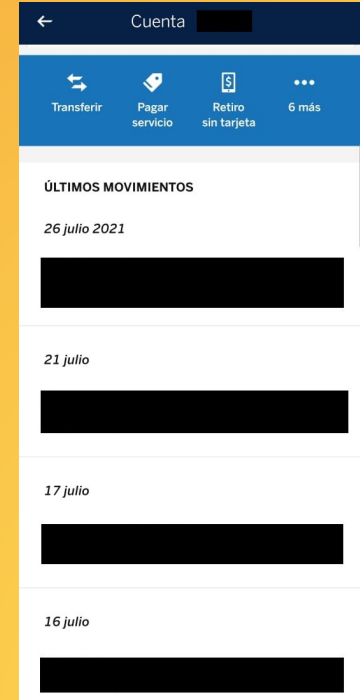 Cuenta
Transferir
Pagar servicio
Retiro sin tarjeta
6 más
ÚLTIMOS MOVIMIENTOS
26 julio 2021
21 julio
17 julio
16 julio